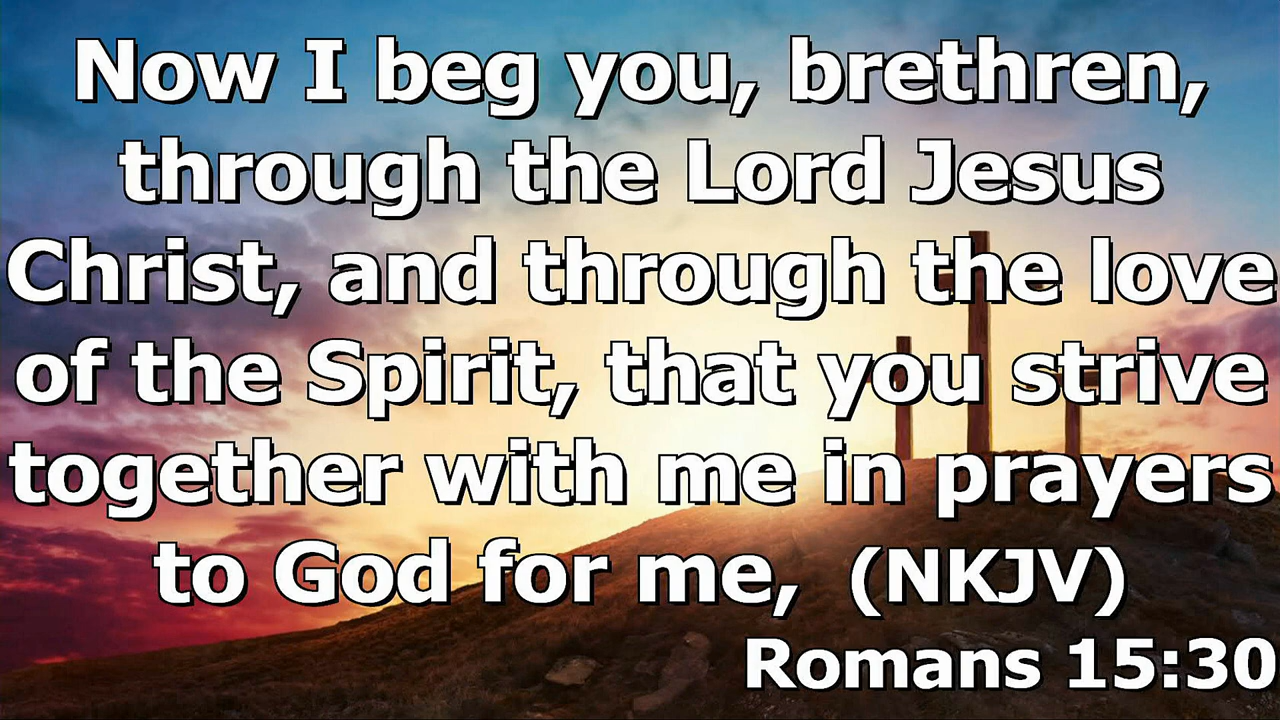 Now I beg you, brethren,
through the Lord Jesus
Christ, and through the love
of the Spirit, that you strive
together with me in prayers
to God for me,  (NKJV)
Romans 15:30